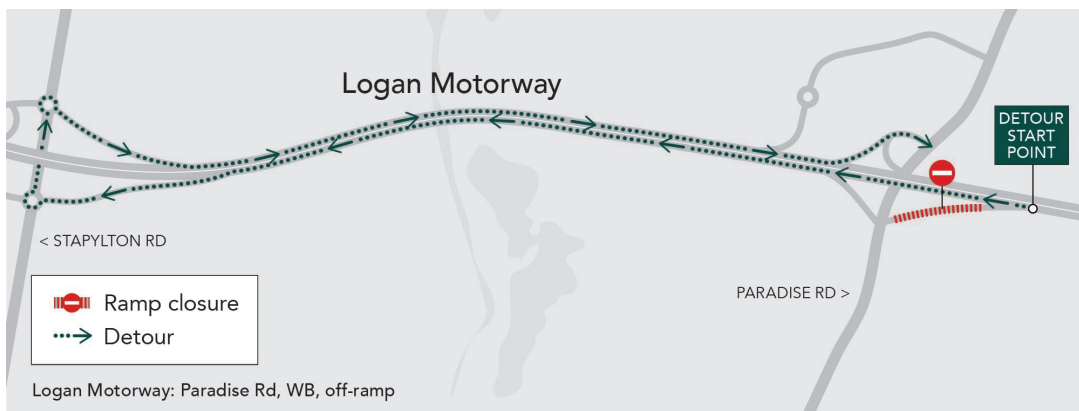 Logan Motorway
DETOUR
START
POINT
< STAPYLTON RD
PARADISE RD >
Ramp closure
Detour
Logan Motorway: Paradise Rd, WB, off-ramp